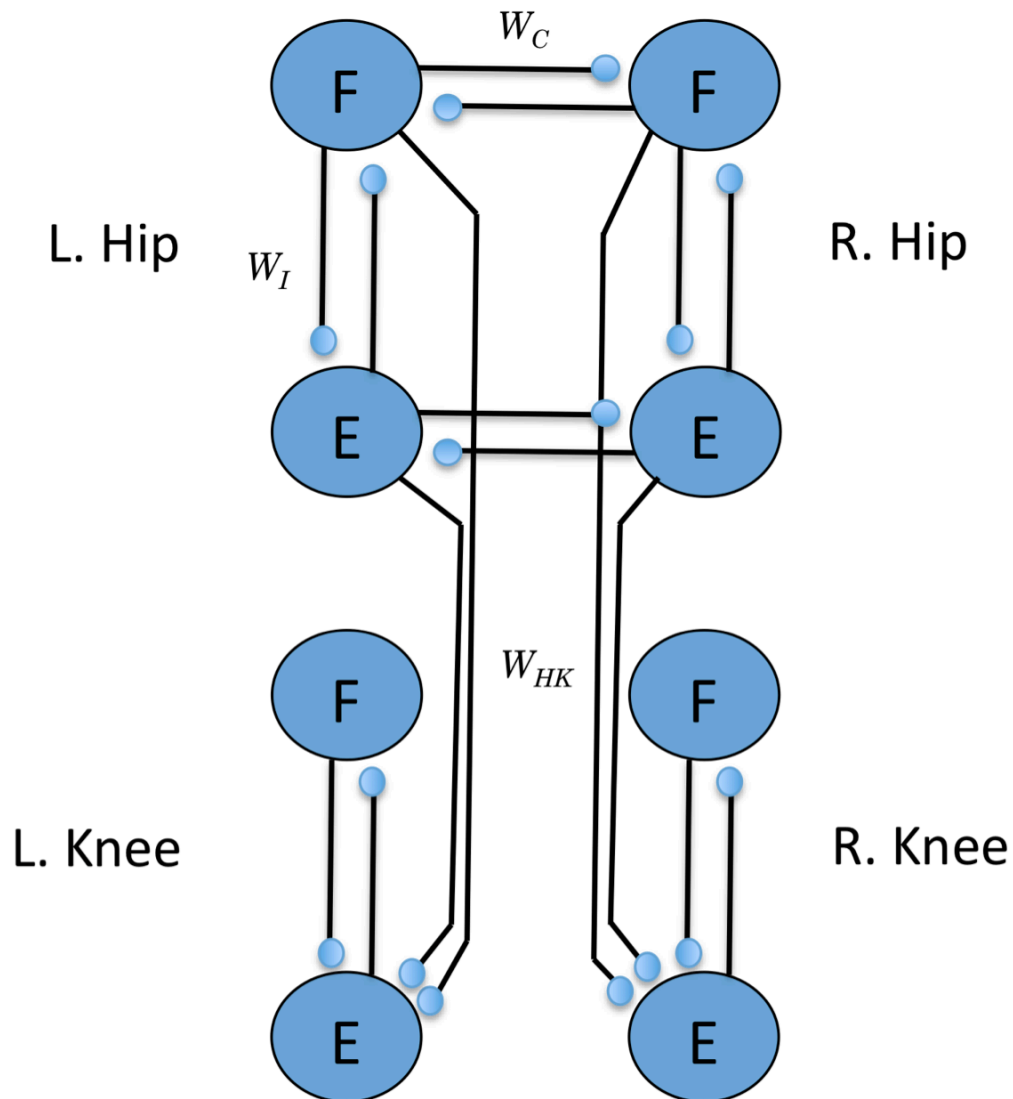 W_C
F F
L. Hip R. Hip
W_I
E E
W_HK
F F
L. Knee R. Knee
E E